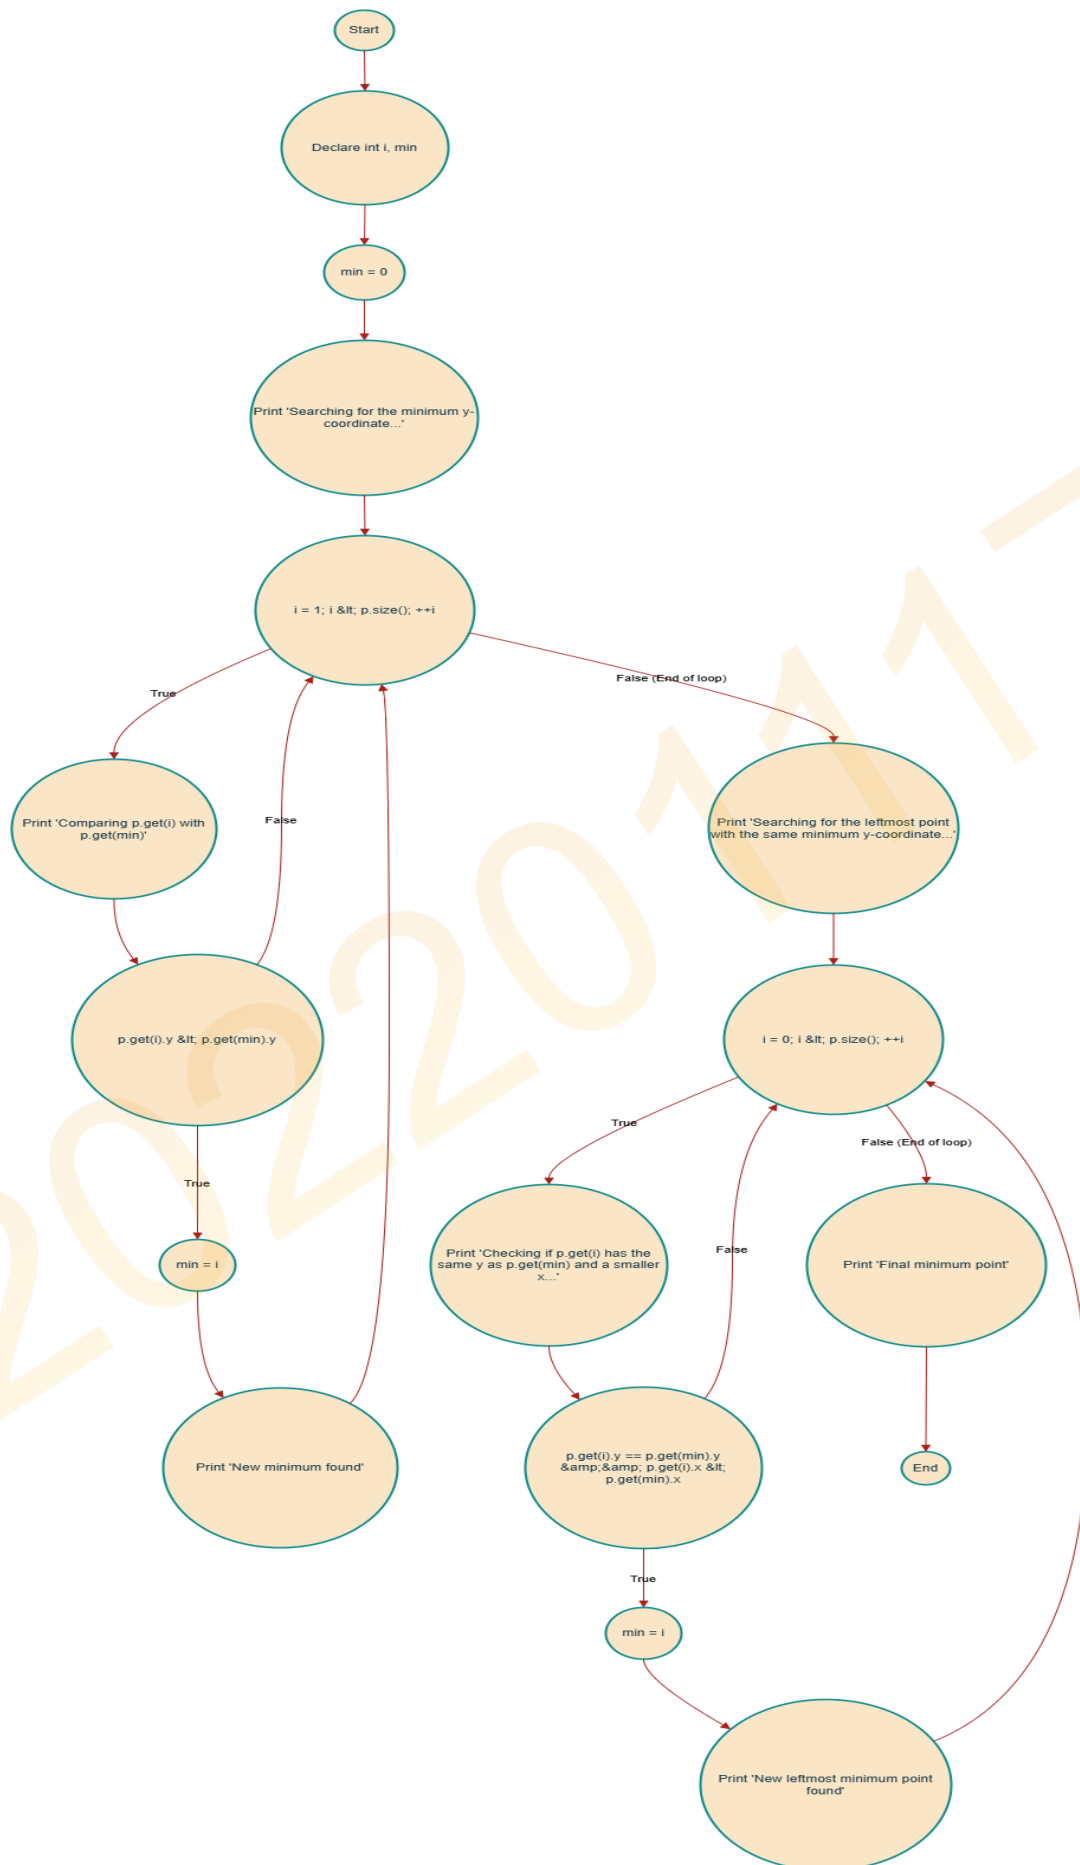 Start
Declare int i, min
min = 0
Print 'Searching for the minimum y-
coordinate...'
i = 1; i &lt; p.size(); ++i
True
False (End of loop)
Print 'Comparing p.get(i) with
p.get(min)'
False
Print 'Searching for the leftmost point
with the same minimum y-coordinate...'
p.get(i).y &lt; p.get(min).y
i = 0; i &lt; p.size(); ++i
True
False (End of loop)
True
min = i
Print 'Checking if p.get(i) has the
same y as p.get(min) and a smaller
x...'
False
Print 'Final minimum point'
Print 'New minimum found'
p.get(i).y == p.get(min).y
&amp;&amp; p.get(i).x &lt;
p.get(min).x
End
True
min = i
Print 'New leftmost minimum point
found'